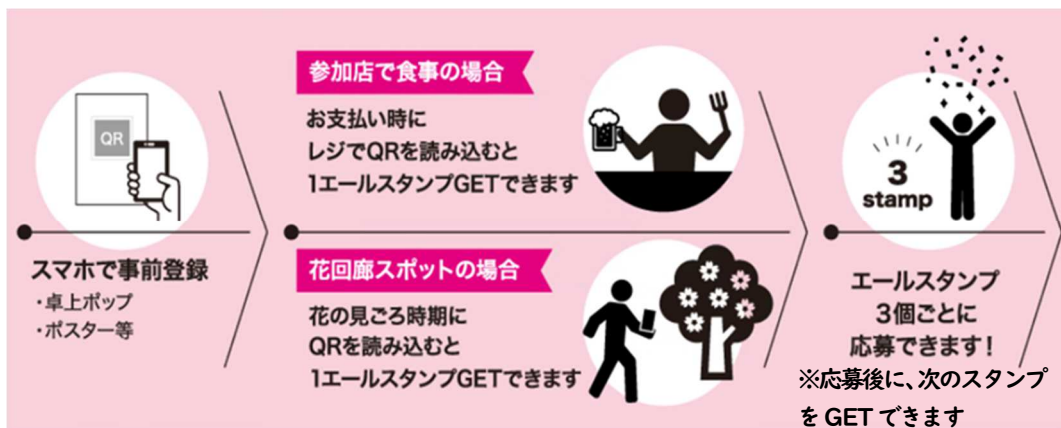 QR
スマホで事前登録
・卓上ポップ
・ポスター等
参加店で食事の場合
お支払い時に
レジでQRを読み込むと
1エールスタンプGETできます
花回廊スポットの場合
花の見ごろ時期に
QRを読み込むと
1エールスタンプGETできます
3
stamp
エールスタンプ
3個ごとに
応募できます!
※応募後に、次のスタンプ
を GET できます